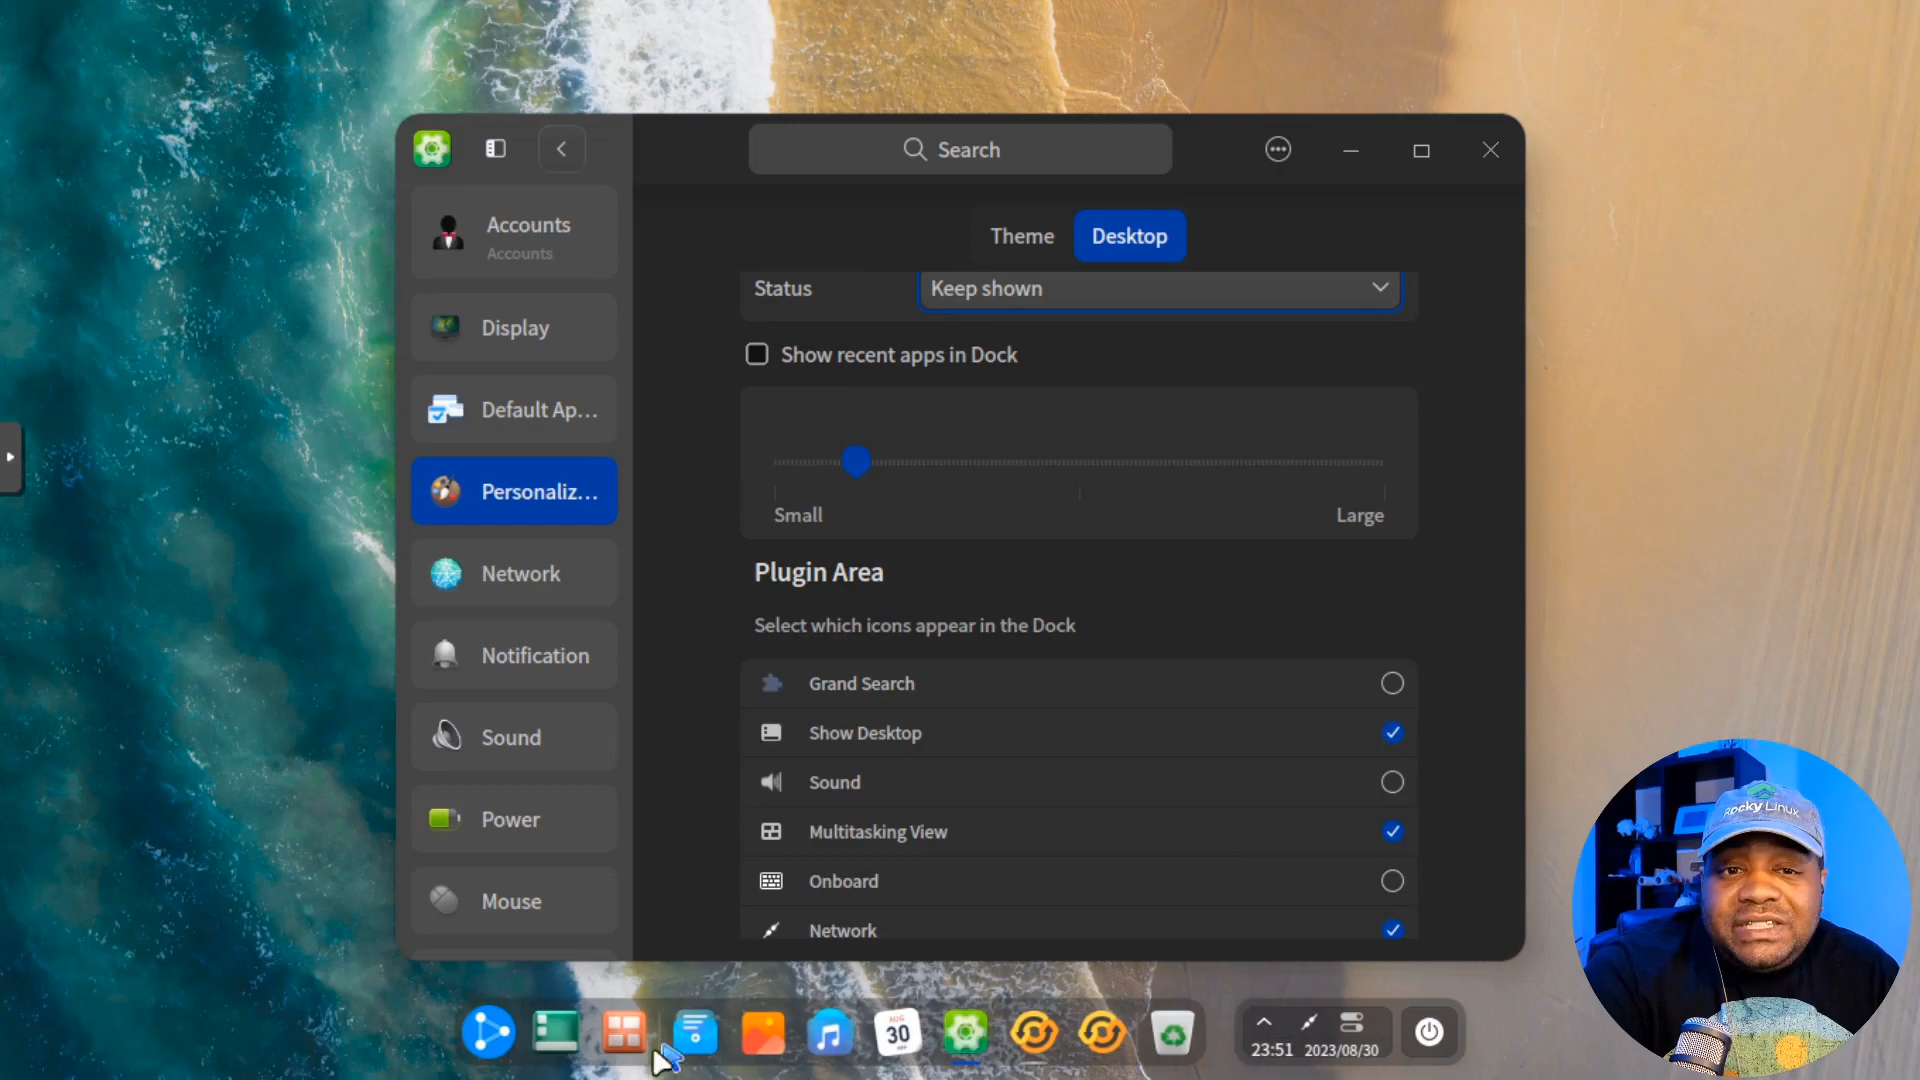 Search
Accounts
Accounts
Display
Default Ap...
Personaliz...
Network
Notification
Sound
Power
Mouse
Theme
Desktop
Status
Keep shown
Show recent apps in Dock
Small
Large
Plugin Area
Select which icons appear in the Dock
Grand Search
Show Desktop
Sound
Multitasking View
Onboard
Network
AUG
30
23:51
2023/08/30
Rocky Linux